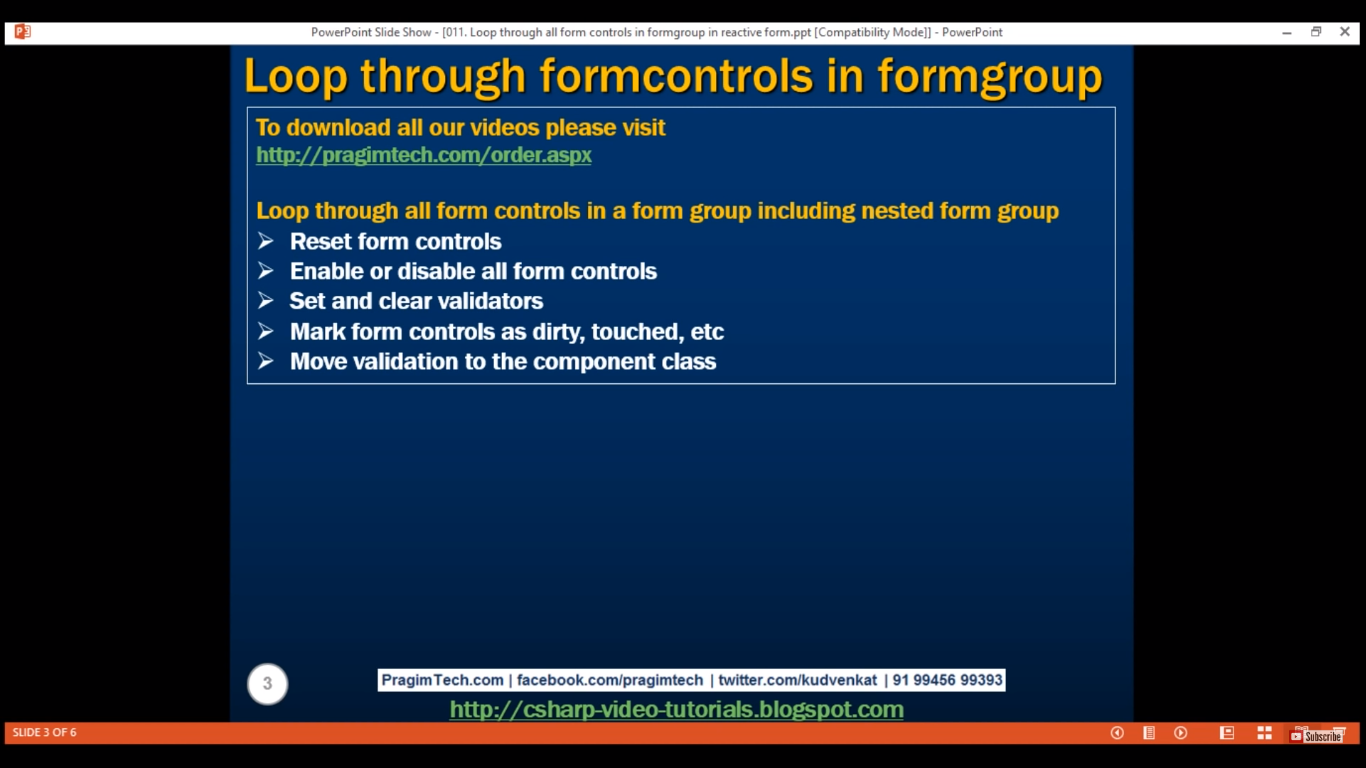 PowerPoint Slide Show - [011. Loop through all form controls in formgroup in reactive form.ppt [Compatibility Mode]] - PowerPoint
Loop through formcontrols in formgroup
To download all our videos please visit
http://pragimtech.com/order.aspx
Loop through all form controls in a form group including nested form group
➢ Reset form controls
➢ Enable or disable all form controls
➢ Set and clear validators
➢ Mark form controls as dirty, touched, etc
➢ Move validation to the component class
3
PragimTech.com | facebook.com/pragimtech | twitter.com/kudvenkat | 91 99456 99393
http://csharp-video-tutorials.blogspot.com
SLIDE 3 OF 6
Subscribe